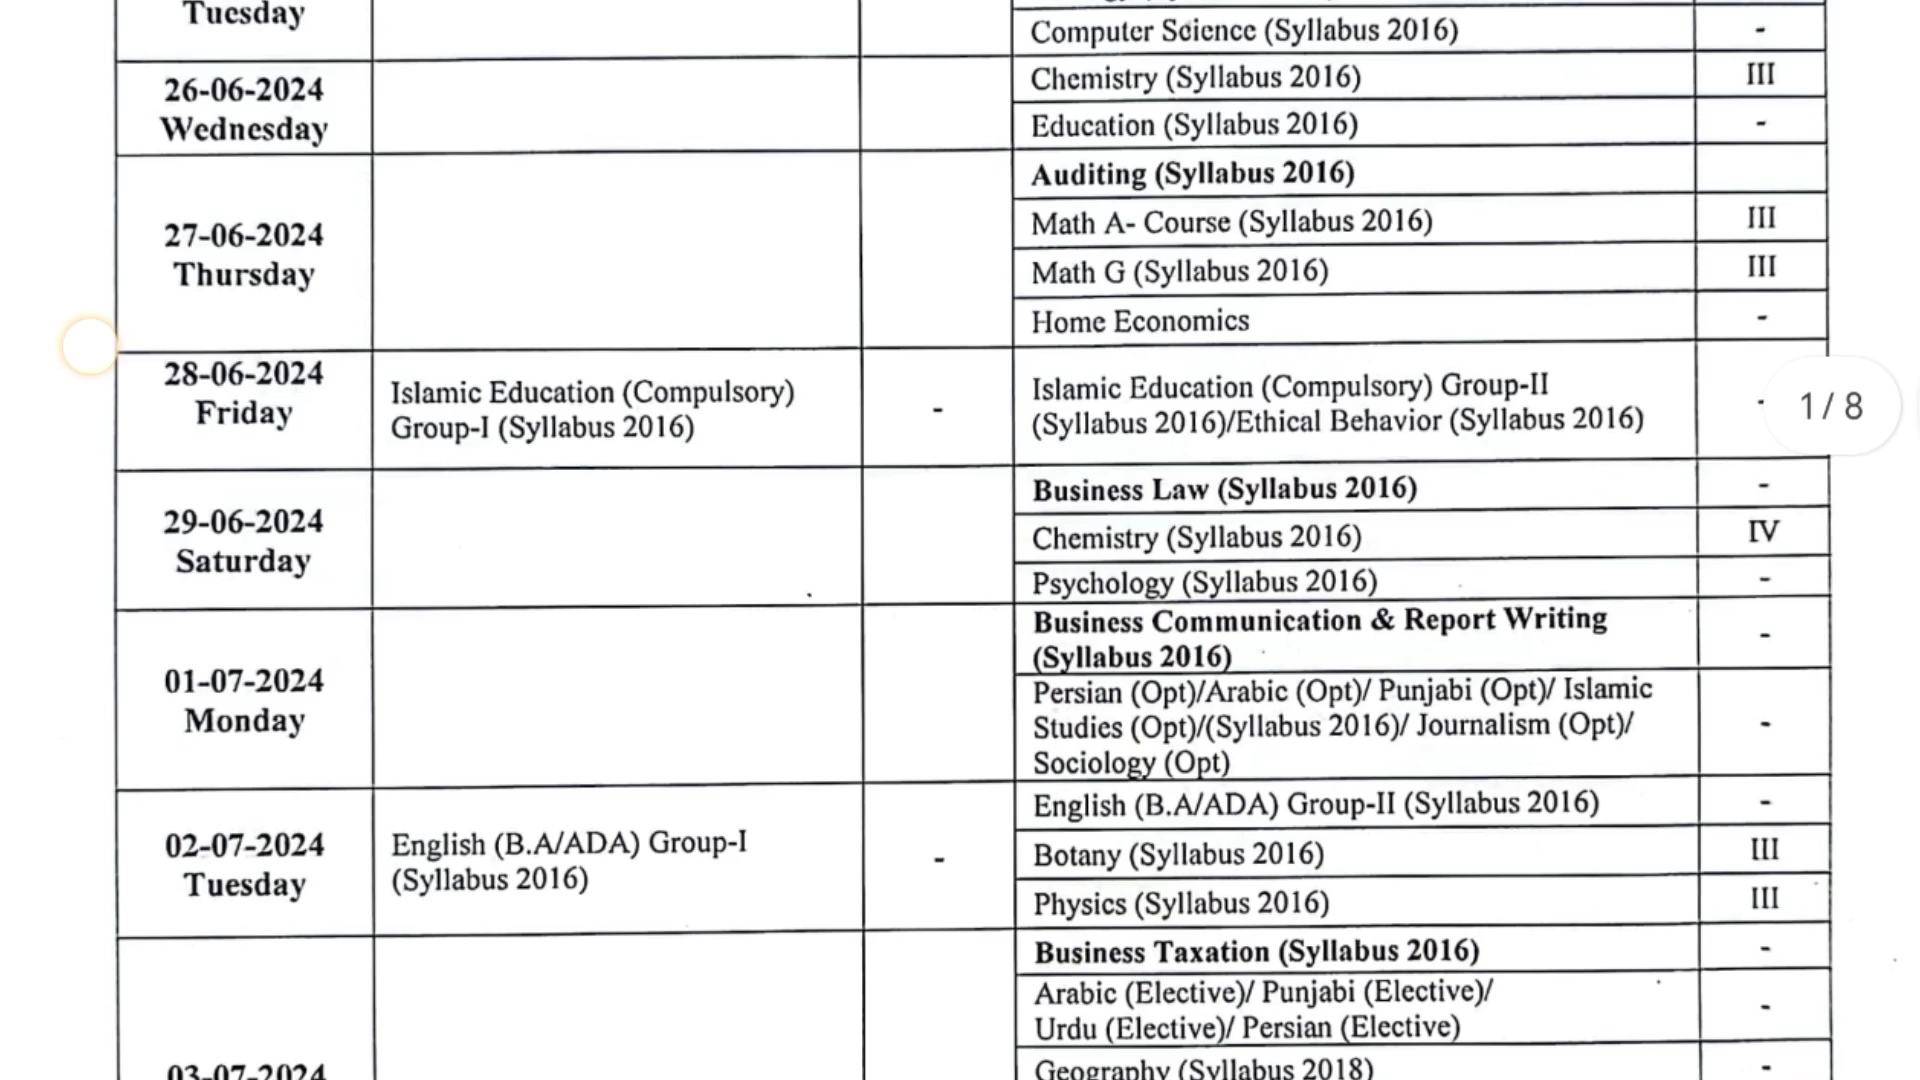 Tuesday
Computer Science (Syllabus 2016)
-
26-06-2024
Wednesday
Chemistry (Syllabus 2016)
III
Education (Syllabus 2016)
-
27-06-2024
Thursday
Auditing (Syllabus 2016)
Math A- Course (Syllabus 2016)
III
Math G (Syllabus 2016)
III
Home Economics
-
28-06-2024
Friday
Islamic Education (Compulsory)
Group-I (Syllabus 2016)
-
Islamic Education (Compulsory) Group-II
(Syllabus 2016)/Ethical Behavior (Syllabus 2016)
1 / 8
29-06-2024
Saturday
Business Law (Syllabus 2016)
-
Chemistry (Syllabus 2016)
IV
Psychology (Syllabus 2016)
-
01-07-2024
Monday
Business Communication & Report Writing
(Syllabus 2016)
-
Persian (Opt)/Arabic (Opt)/ Punjabi (Opt)/ Islamic
Studies (Opt)/(Syllabus 2016)/ Journalism (Opt)/
Sociology (Opt)
-
02-07-2024
Tuesday
English (B.A/ADA) Group-I
(Syllabus 2016)
-
English (B.A/ADA) Group-II (Syllabus 2016)
-
Botany (Syllabus 2016)
III
Physics (Syllabus 2016)
III
03-07-2024
Business Taxation (Syllabus 2016)
-
Arabic (Elective)/ Punjabi (Elective)/
Urdu (Elective)/ Persian (Elective)
-
Geography (Syllabus 2018)
-